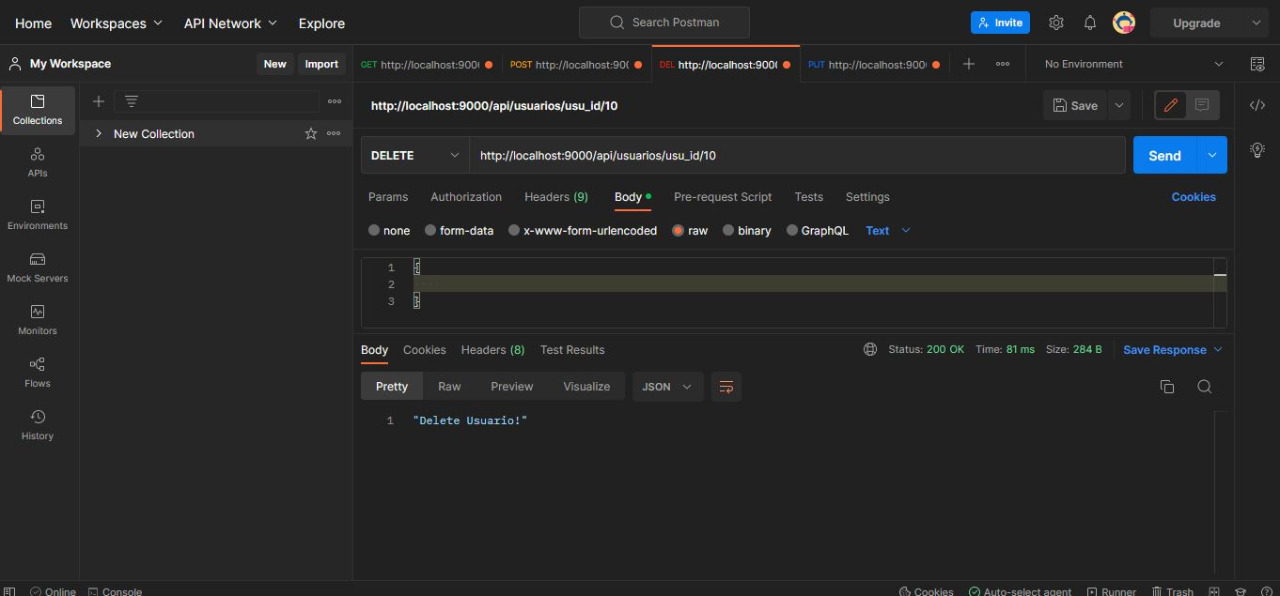 Home Workspaces API Network Explore Search Postman Invite Upgrade
My Workspace New Import GET http://localhost:900 POST http://localhost:900 DEL http://localhost:900 PUT http://localhost:900 No Environment
Collections
APIs
Environments
Mock Servers
Monitors
Flows
History
New Collection
http://localhost:9000/api/usuarios/usu_id/10 Save
DELETE http://localhost:9000/api/usuarios/usu_id/10 Send
Params Authorization Headers (9) Body Pre-request Script Tests Settings Cookies
none form-data x-www-form-urlencoded raw binary GraphQL Text
1 {
2
3 }
Body Cookies Headers (8) Test Results Status: 200 OK Time: 81 ms Size: 284 B Save Response
Pretty Raw Preview Visualize JSON
1 "Delete Usuario!"
Online Console Cookies Auto-select agent Runner Trash